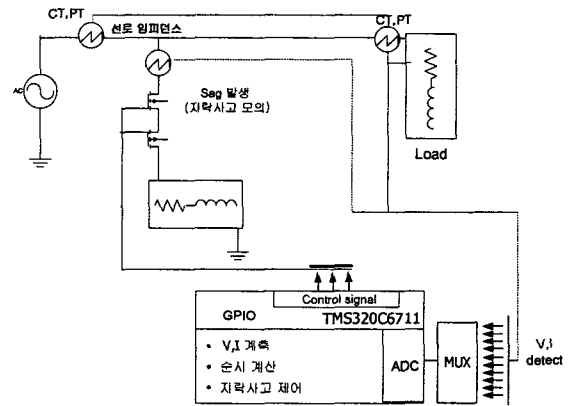 CT,PT
선로 임피던스
CT,PT
AC
Sag 발생
(지락사고 모의)
Load
Control signal
GPIO
TMS320C6711
• V,I 계측
• 순시 계산
• 지락사고 제어
ADC
MUX
V,I
detect